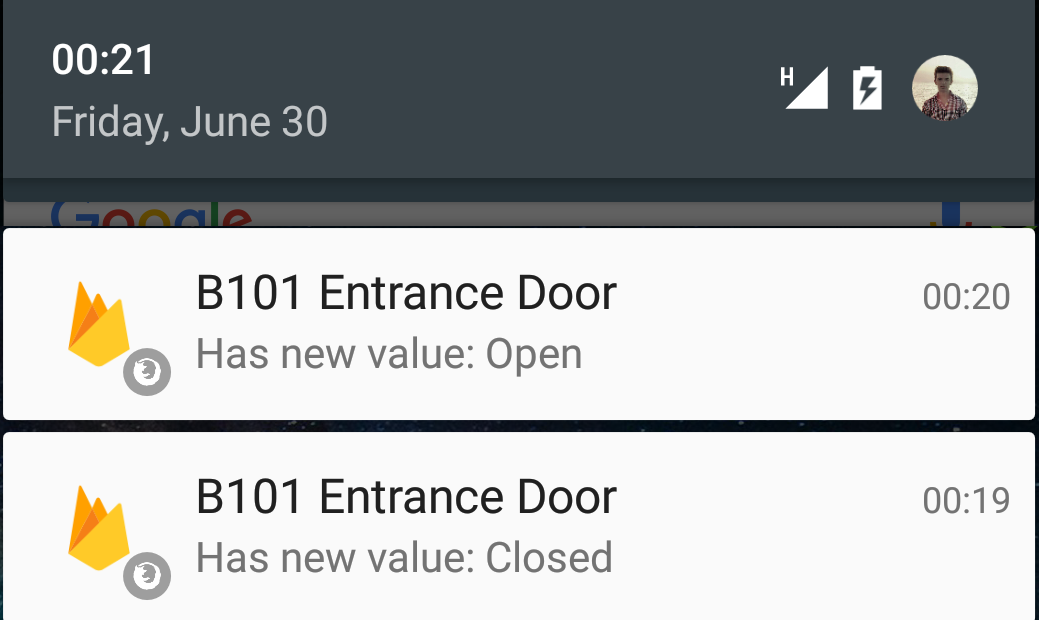 00:21
H
Friday, June 30
Google
B101 Entrance Door 00:20
Has new value: Open
B101 Entrance Door 00:19
Has new value: Closed